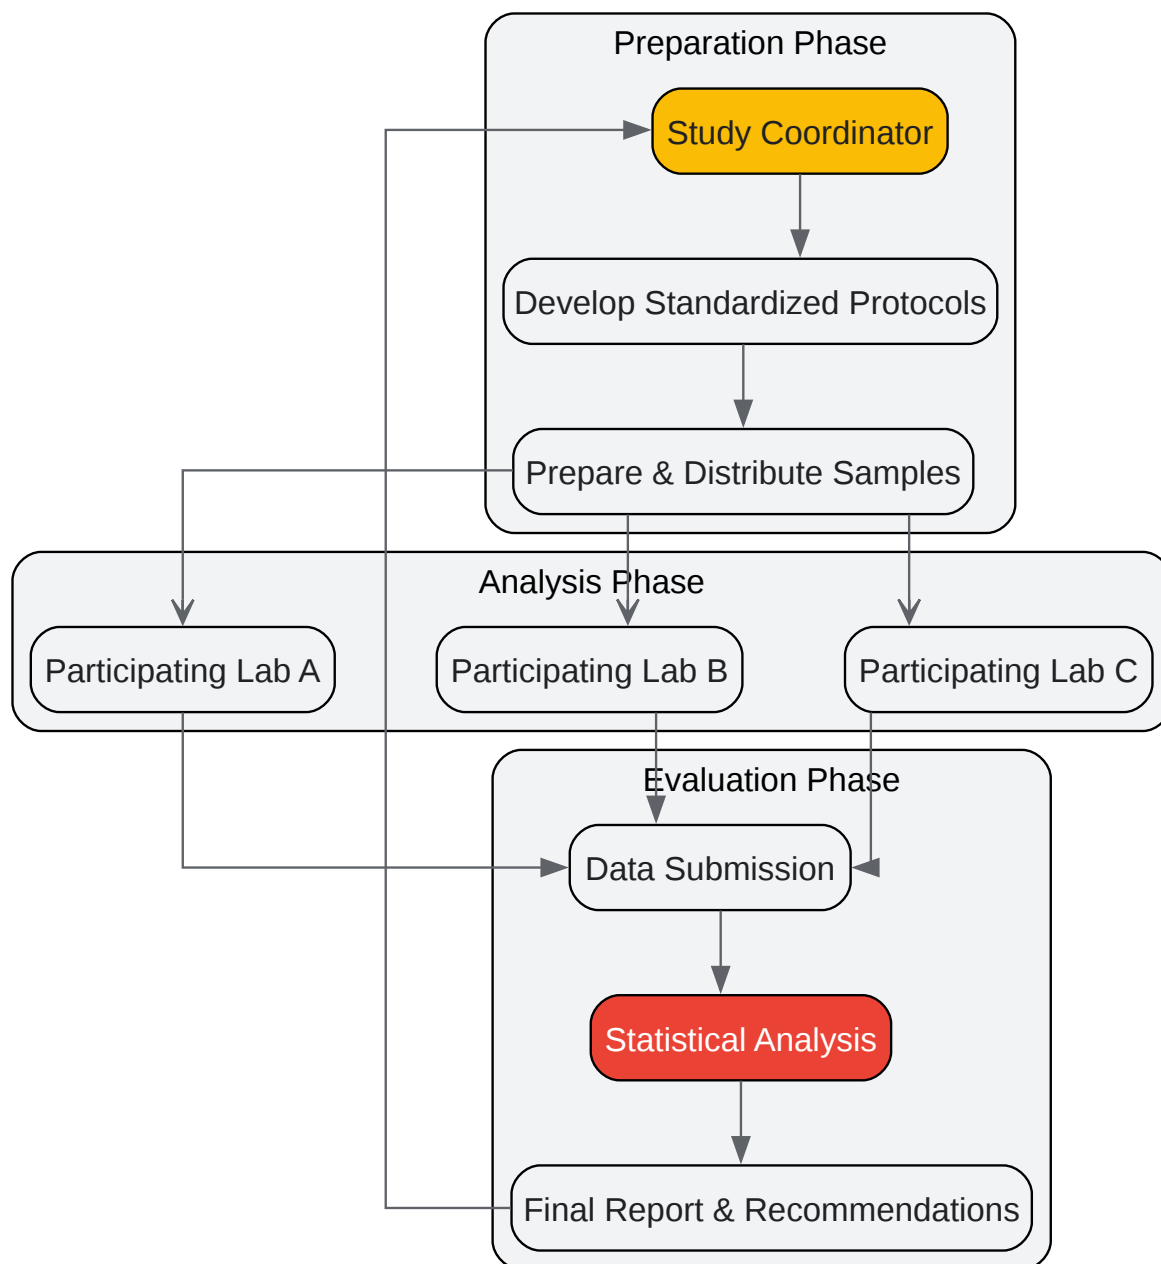 Preparation Phase
Study Coordinator
Develop Standardized Protocols
Prepare & Distribute Samples
Analysis Phase
Participating Lab A
Participating Lab B
Participating Lab C
Evaluation Phase
Data Submission
Statistical Analysis
Final Report & Recommendations